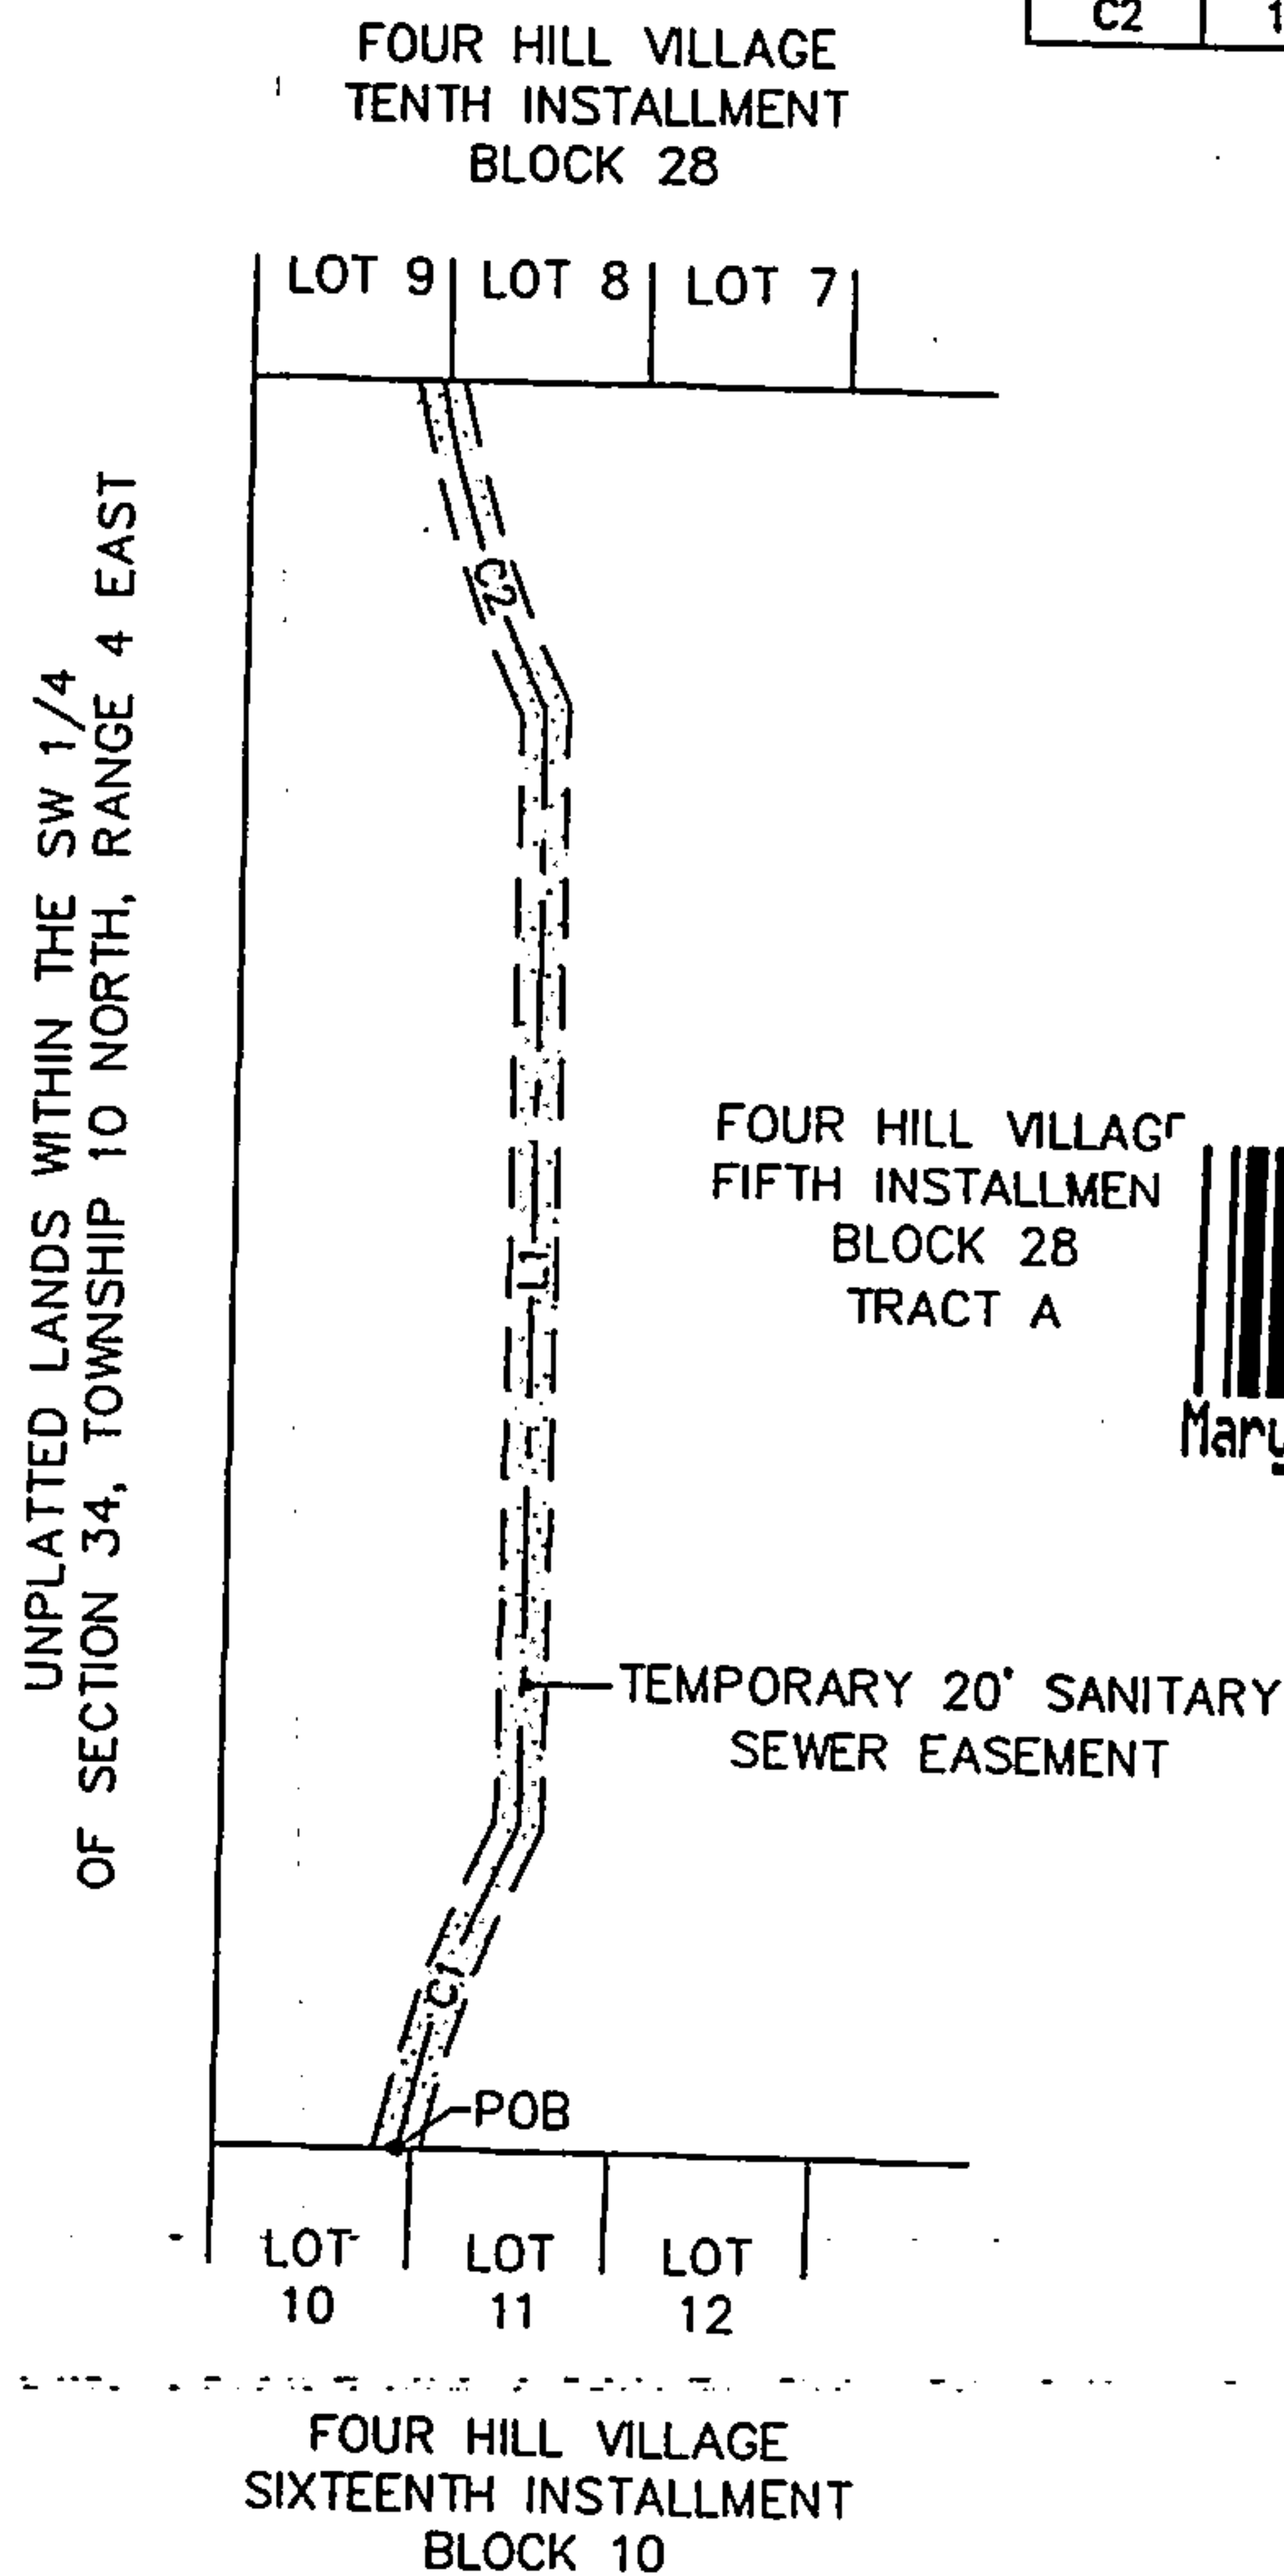 C2
FOUR HILL VILLAGE
TENTH INSTALLMENT
BLOCK 28
LOT 9
LOT 8
LOT 7
UNPLATTED LANDS WITHIN THE SW 1/4
OF SECTION 34, TOWNSHIP 10 NORTH, RANGE 4 EAST
C2
FOUR HILL VILLAG
FIFTH INSTALLMEN
BLOCK 28
TRACT A
L1
Mary
TEMPORARY 20' SANITARY
SEWER EASEMENT
C1
POB
LOT
10
LOT
11
LOT
12
FOUR HILL VILLAGE
SIXTEENTH INSTALLMENT
BLOCK 10